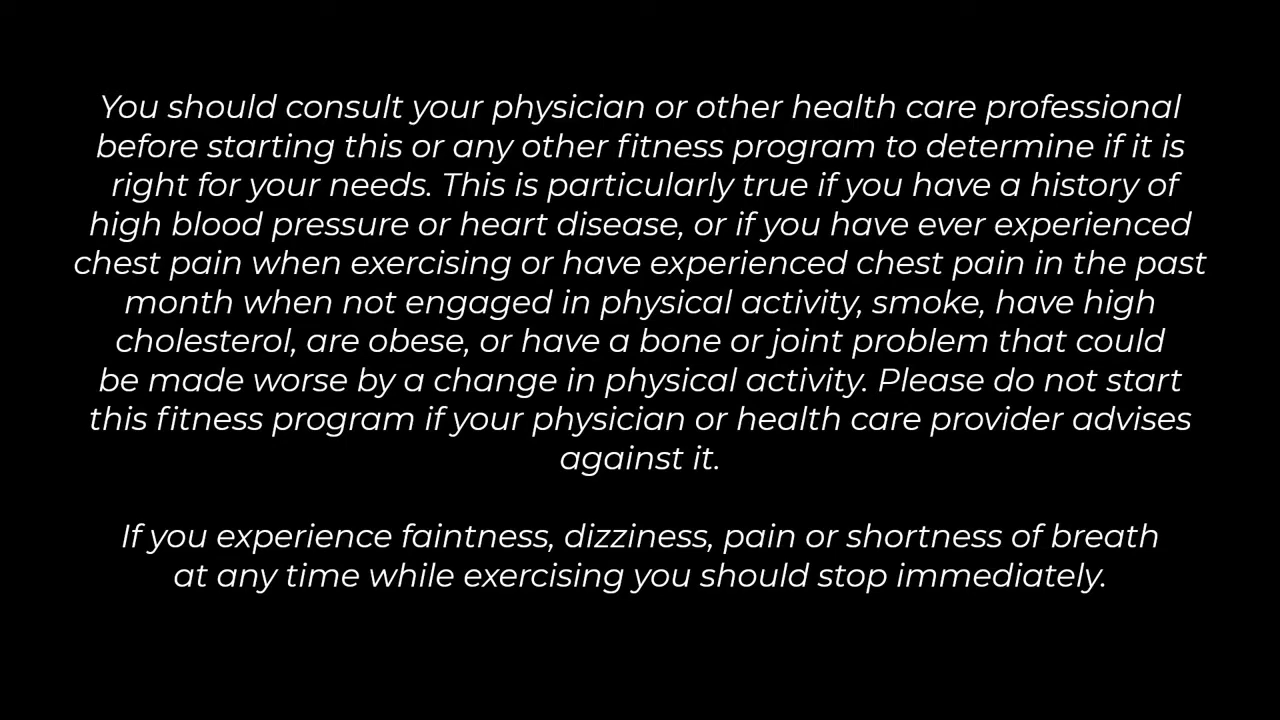 You should consult your physician or other health care professional
before starting this or any other fitness program to determine if it is
right for your needs. This is particularly true if you have a history of
high blood pressure or heart disease, or if you have ever experienced
chest pain when exercising or have experienced chest pain in the past
month when not engaged in physical activity, smoke, have high
cholesterol, are obese, or have a bone or joint problem that could
be made worse by a change in physical activity. Please do not start
this fitness program if your physician or health care provider advises
against it.
If you experience faintness, dizziness, pain or shortness of breath
at any time while exercising you should stop immediately.